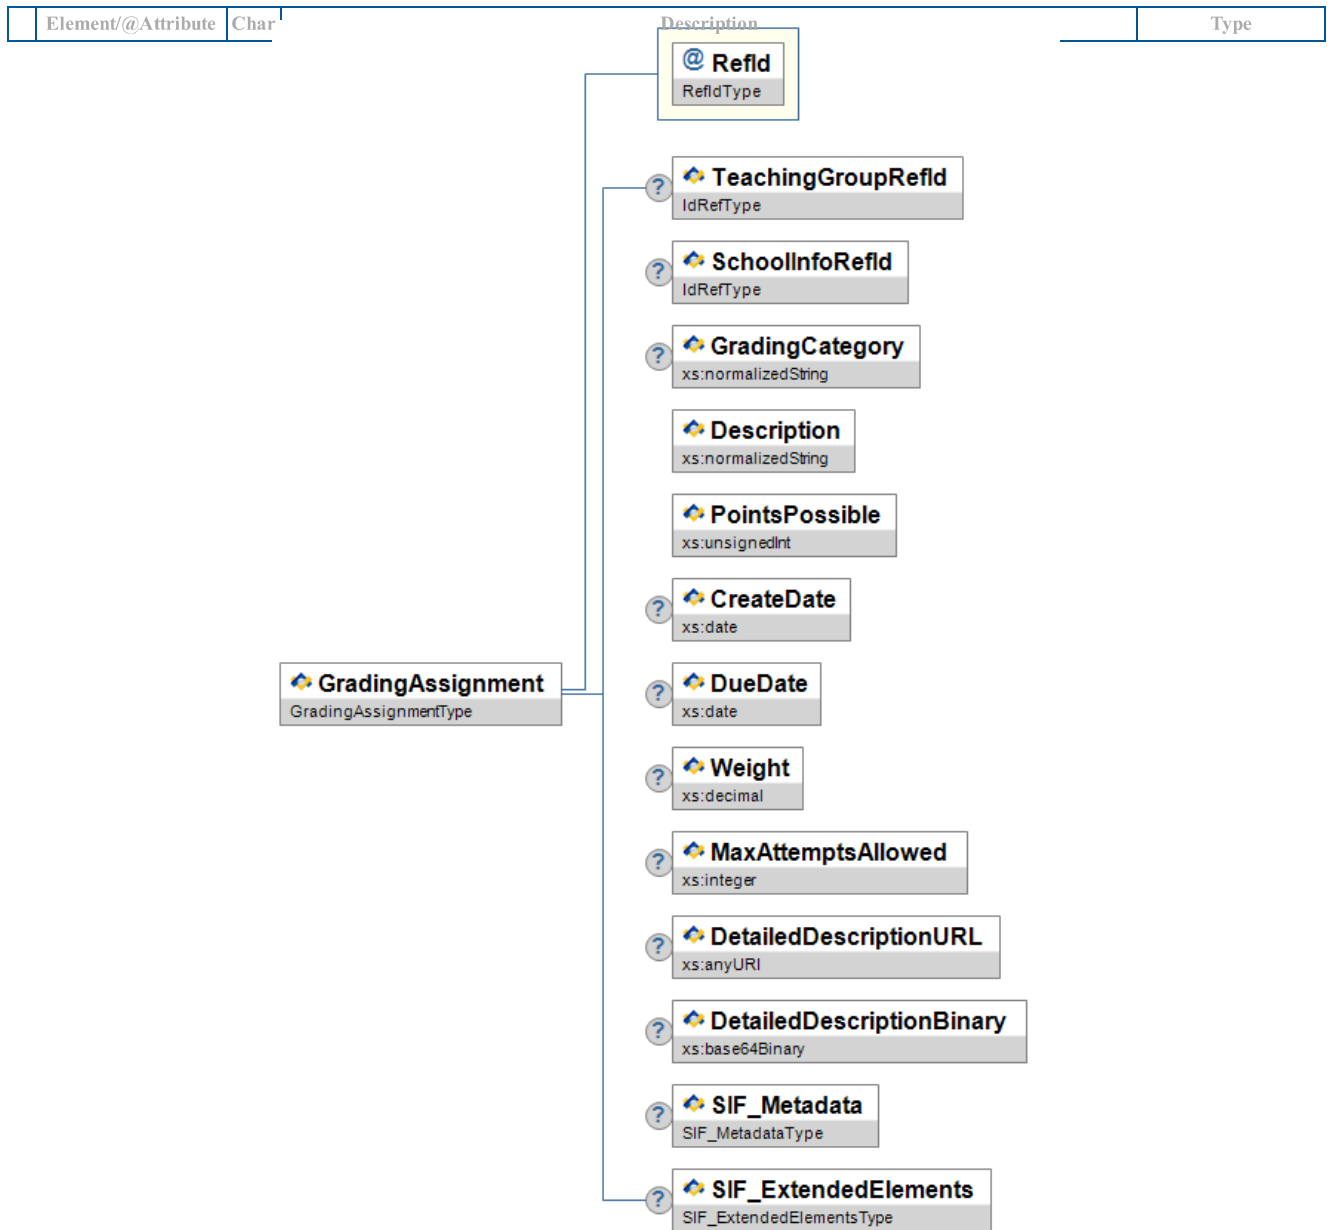 Element/@Attribute Char Description Type
@ RefId
RefIdType
? TeachingGroupRefId
IdRefType
? SchoolInfoRefId
IdRefType
? GradingCategory
xs:normalizedString
Description
xs:normalizedString
PointsPossible
xs:unsignedInt
? CreateDate
xs:date
GradingAssignment
GradingAssignmentType
? DueDate
xs:date
? Weight
xs:decimal
? MaxAttemptsAllowed
xs:integer
? DetailedDescriptionURL
xs:anyURI
? DetailedDescriptionBinary
xs:base64Binary
? SIF_Metadata
SIF_MetadataType
? SIF_ExtendedElements
SIF_ExtendedElementsType